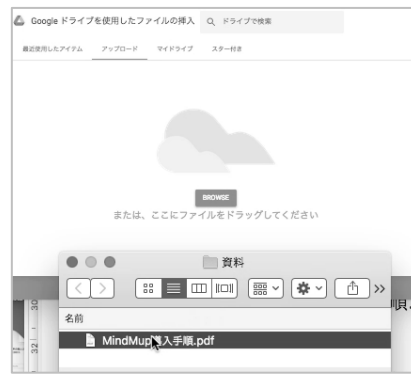 Google ドライブを使用したファイルの挿入
ドライブで検索
最近使用したアイテム アップロード マイドライブ スター付き
BROWSE
または、ここにファイルをドラッグしてください
資料
30
32
名前
MindMup 入手順.pdf